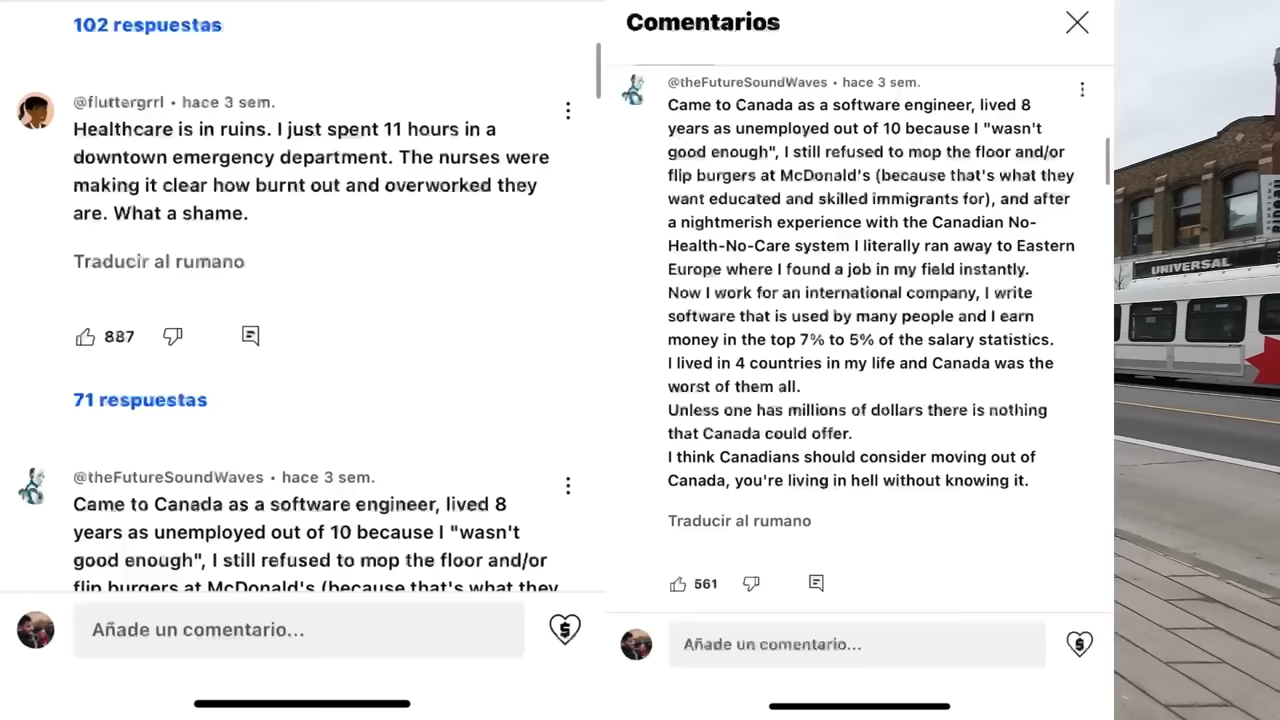 102 respuestas
@fluttergrrl • hace 3 sem.
Healthcare is in ruins. I just spent 11 hours in a
downtown emergency department. The nurses were
making it clear how burnt out and overworked they
are. What a shame.
Traducir al rumano
887
71 respuestas
@theFutureSoundWaves • hace 3 sem.
Came to Canada as a software engineer, lived 8
years as unemployed out of 10 because I "wasn't
good enough", I still refused to mop the floor and/or
flip burgers at McDonald's (because that's what they
Añade un comentario...
Comentarios
@theFutureSoundWaves • hace 3 sem.
Came to Canada as a software engineer, lived 8
years as unemployed out of 10 because I "wasn't
good enough", I still refused to mop the floor and/or
flip burgers at McDonald's (because that's what they
want educated and skilled immigrants for), and after
a nightmerish experience with the Canadian No-
Health-No-Care system I literally ran away to Eastern
Europe where I found a job in my field instantly.
Now I work for an international company, I write
software that is used by many people and I earn
money in the top 7% to 5% of the salary statistics.
I lived in 4 countries in my life and Canada was the
worst of them all.
Unless one has millions of dollars there is nothing
that Canada could offer.
I think Canadians should consider moving out of
Canada, you're living in hell without knowing it.
Traducir al rumano
561
Añade un comentario...
UNIVERSAL